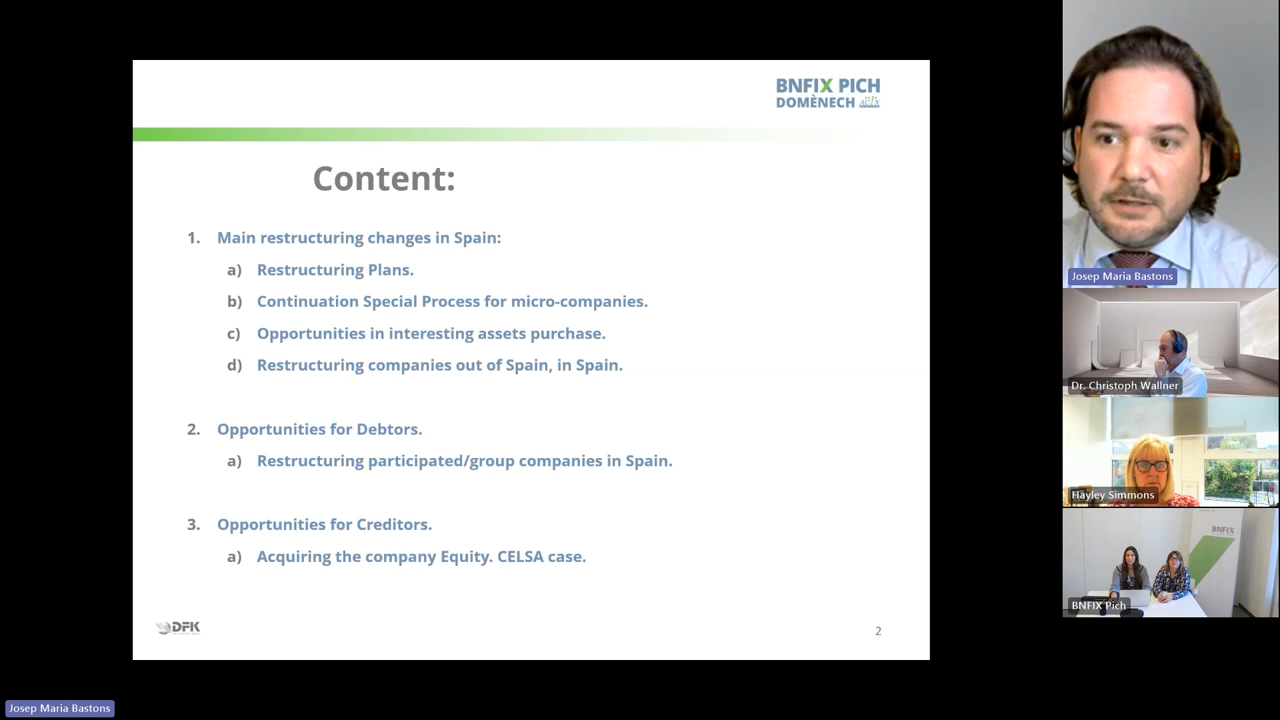 BNFIX PICH
DOMÈNECH
Content:
1. Main restructuring changes in Spain:
a) Restructuring Plans.
b) Continuation Special Process for micro-companies.
c) Opportunities in interesting assets purchase.
d) Restructuring companies out of Spain, in Spain.
2. Opportunities for Debtors.
a) Restructuring participated/group companies in Spain.
3. Opportunities for Creditors.
a) Acquiring the company Equity. CELSA case.
DFK
2
Josep Maria Bastons
Dr. Christoph Wallner
Hayley Simmons
BNFIX
BNFIX Pich
Josep Maria Bastons